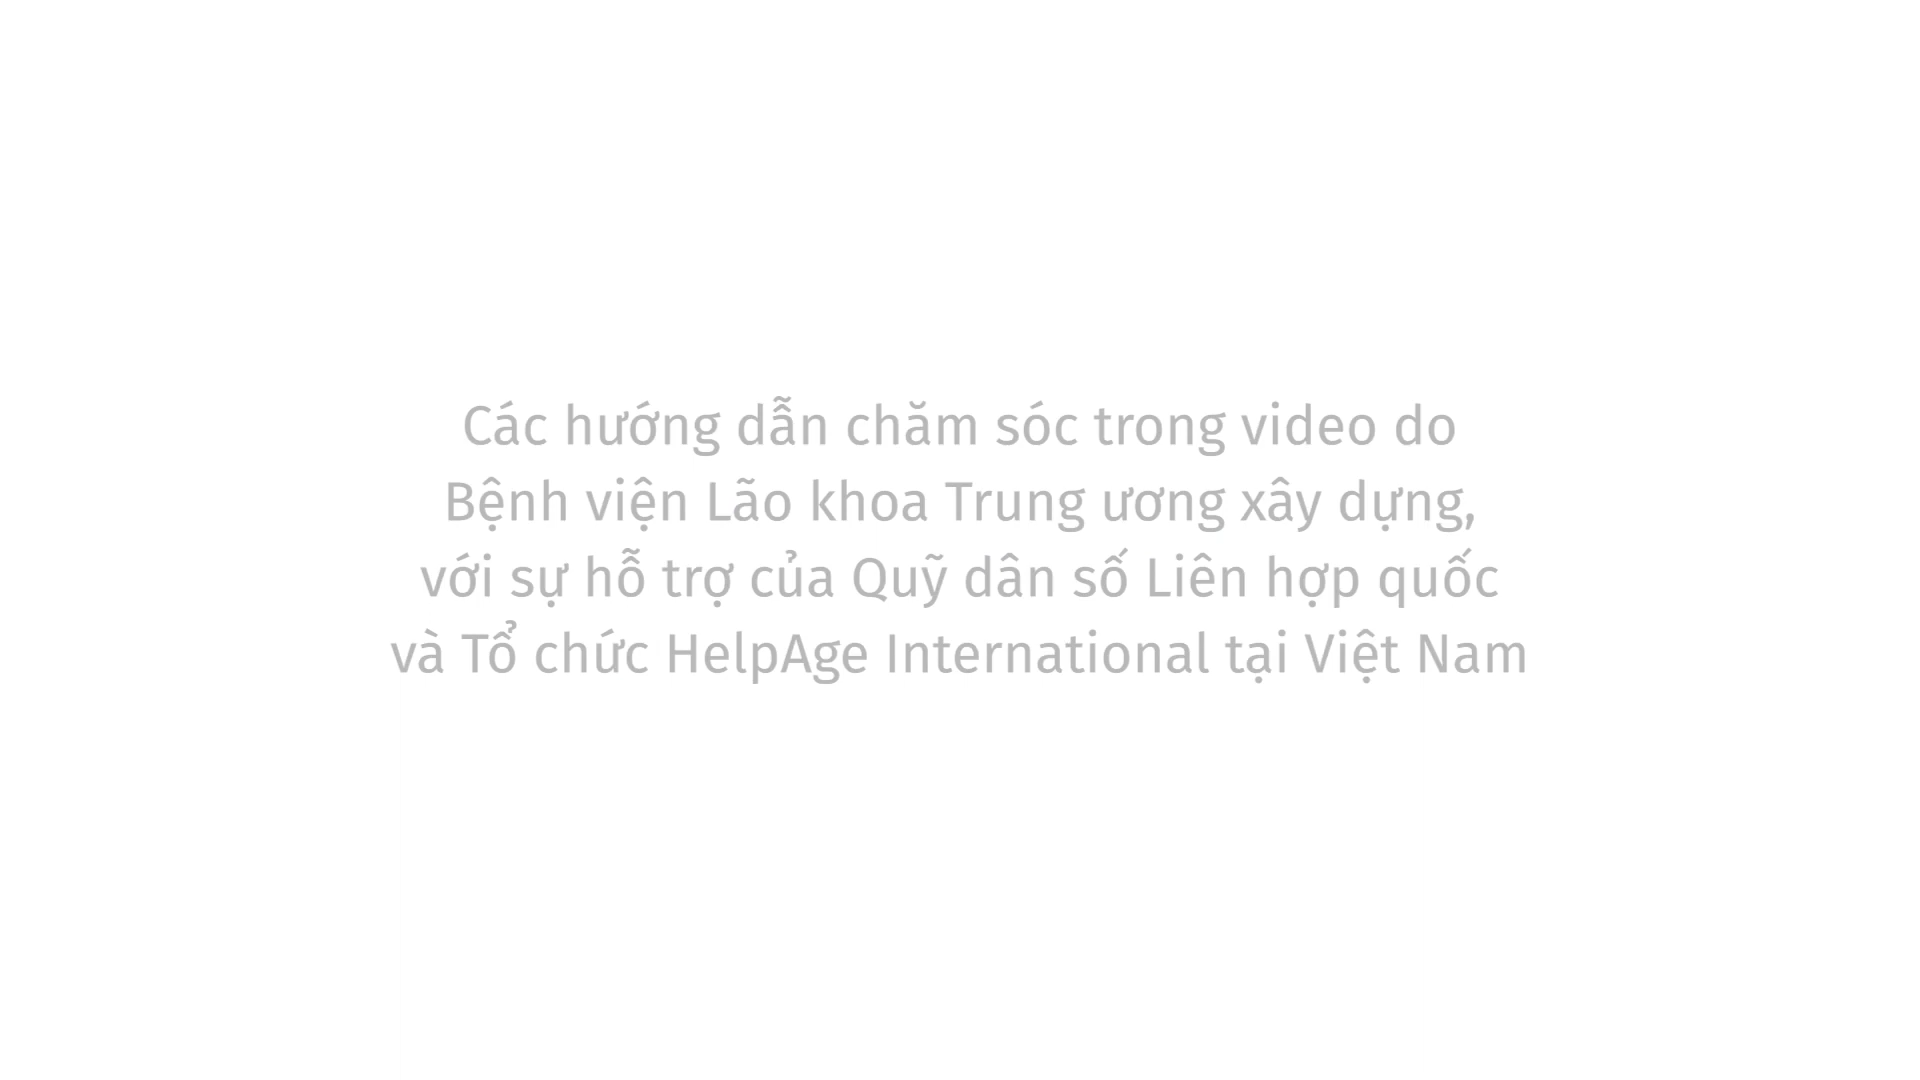 Các hướng dẫn chăm sóc trong video do
Bệnh viện Lão khoa Trung ương xây dựng,
với sự hỗ trợ của Quỹ dân số Liên hợp quốc
và Tổ chức HelpAge International tại Việt Nam